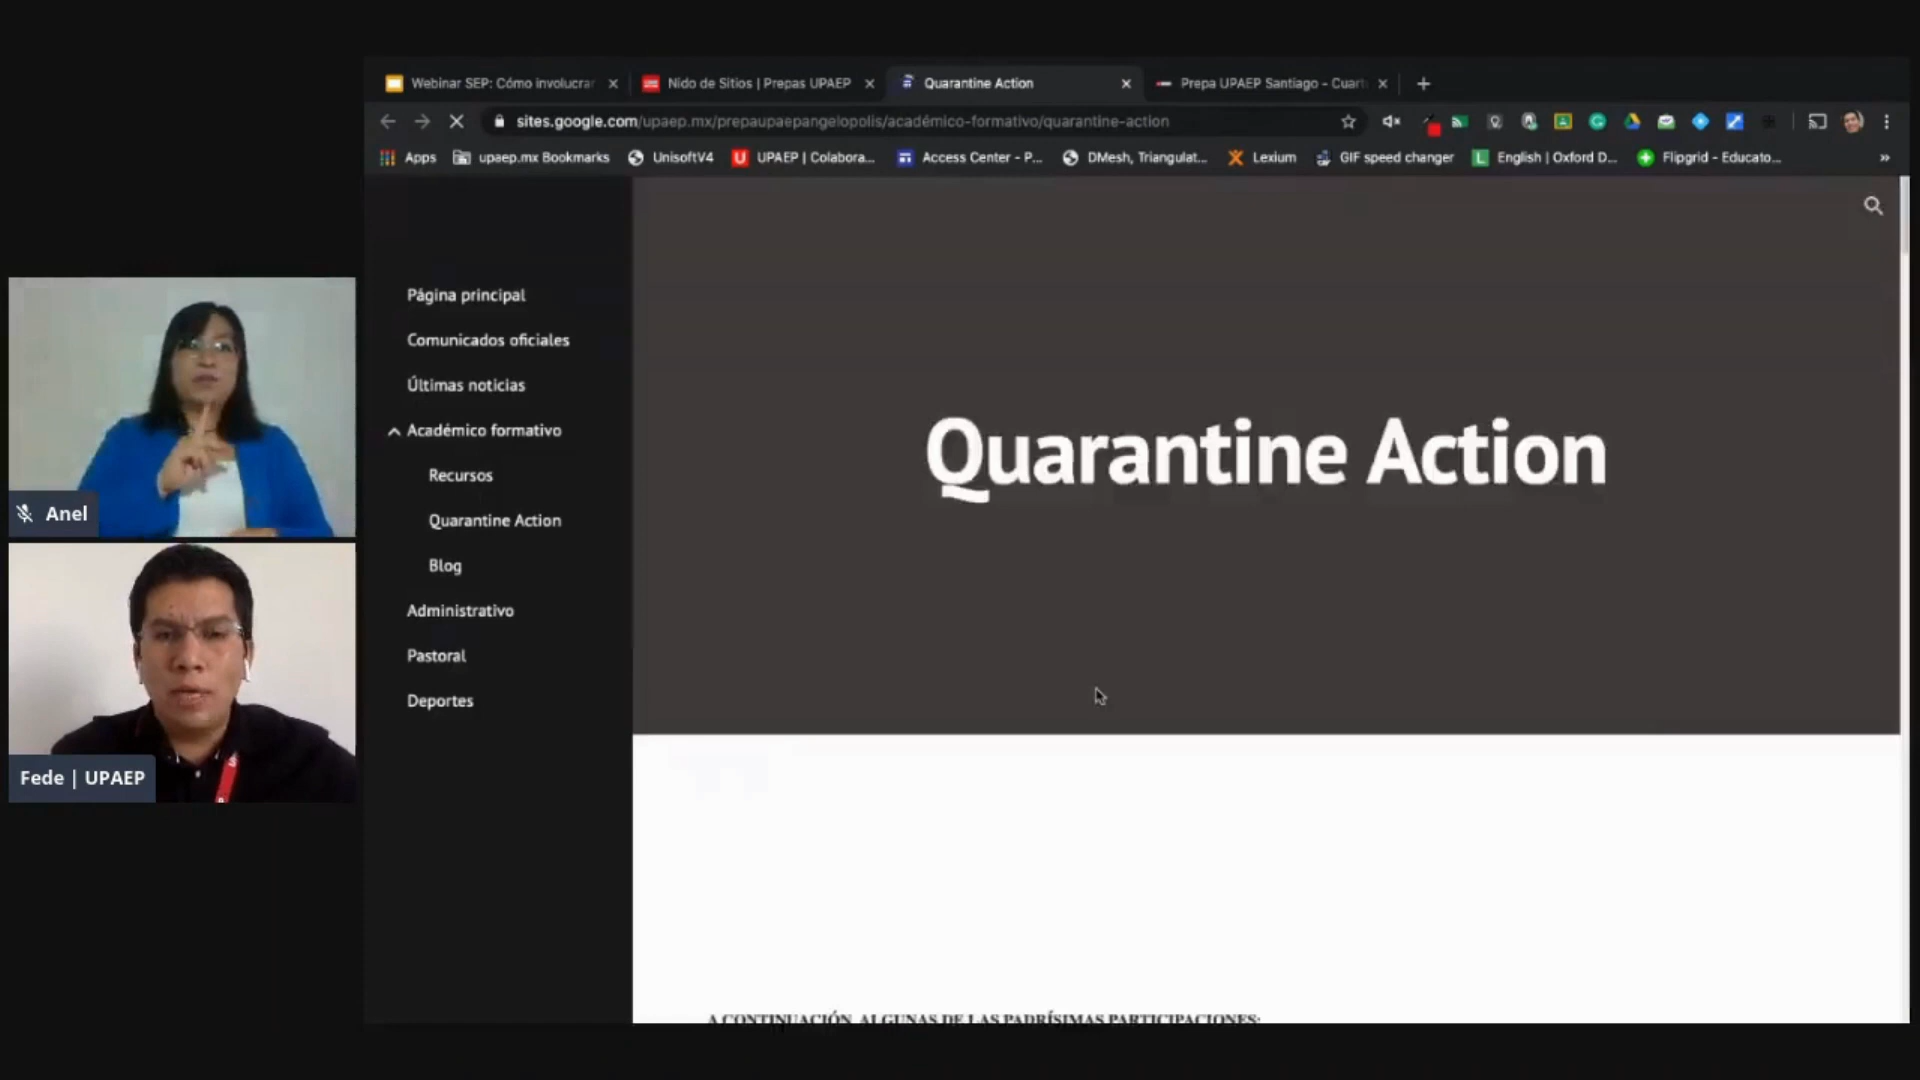 Webinar SEP: Cómo involucrar
Nido de Sitios | Prepas UPAEP
Quarantine Action
Prepa UPAEP Santiago - Cuar
sites.google.com/upaep.mx/prepaupaepangelopolis/académico-formativo/quarantine-action
Apps
upaep.mx Bookmarks
UnisoftV4
UPAEP | Colabora...
Access Center - P...
DMesh, Triangulat...
Lexium
GIF speed changer
English | Oxford D...
Flipgrid - Educato...
Página principal
Comunicados oficiales
Últimas noticias
Académico formativo
Recursos
Quarantine Action
Blog
Administrativo
Pastoral
Deportes
Quarantine Action
A CONTINUACIÓN, ALGUNAS DE LAS PADRÍSIMAS PARTICIPACIONES:
Anel
Fede | UPAEP